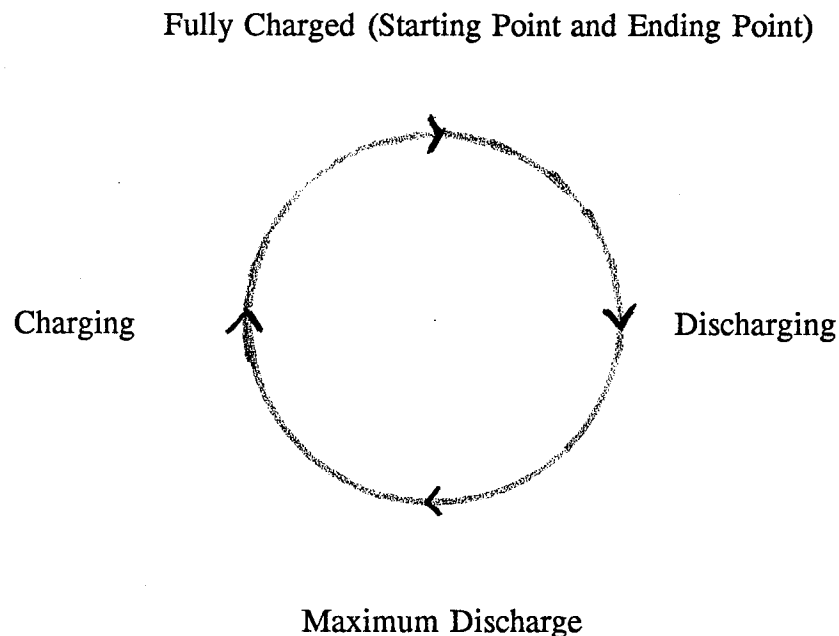 Fully Charged (Starting Point and Ending Point)
Charging
Discharging
Maximum Discharge